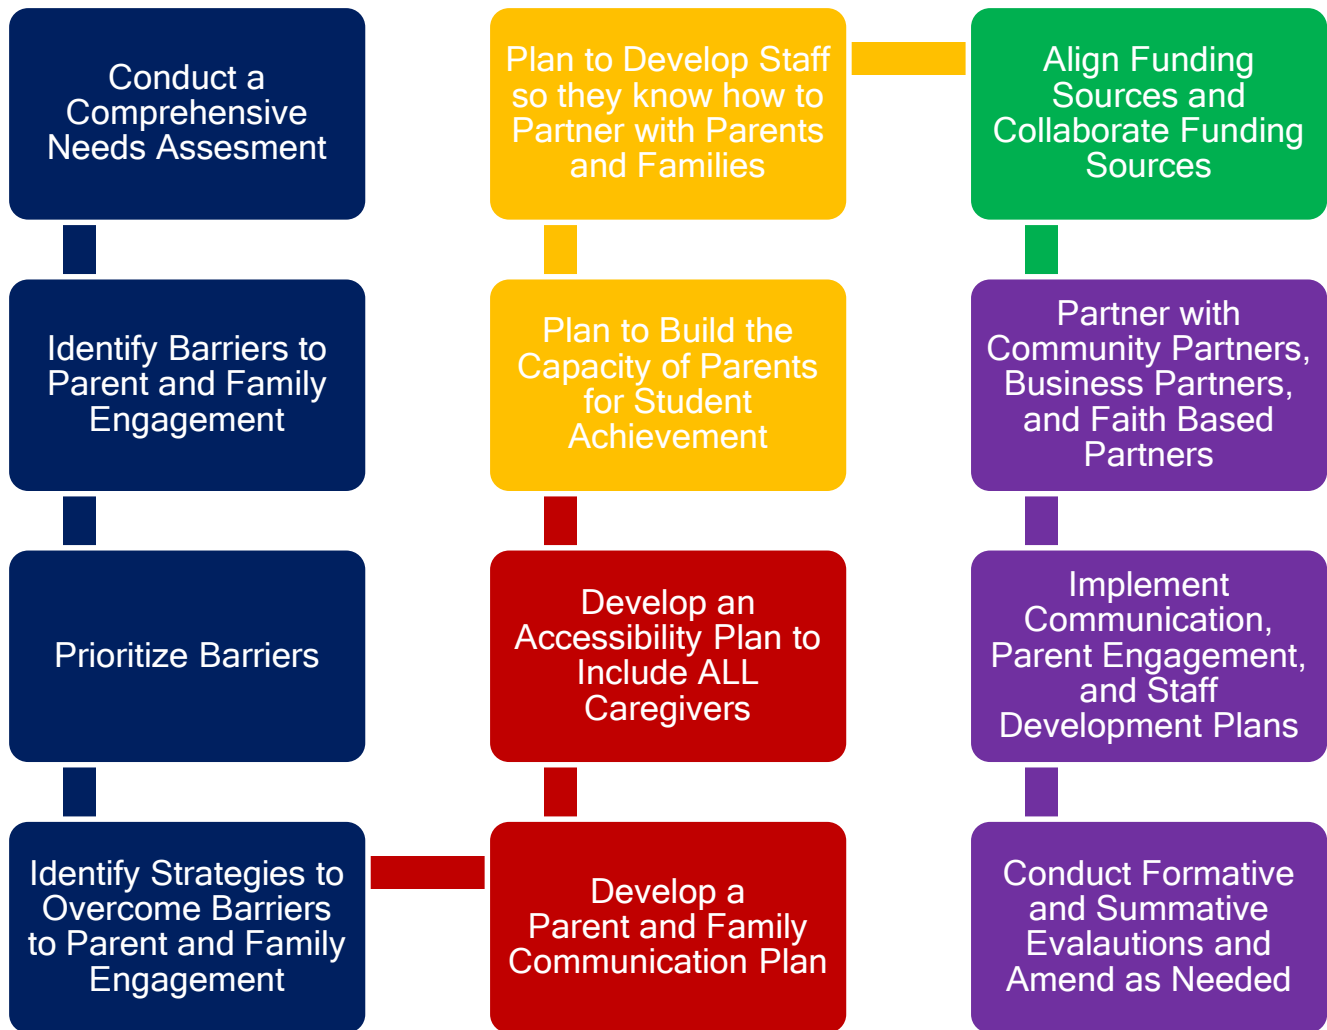 Conduct a
Comprehensive
Needs Assesment
Identify Barriers to
Parent and Family
Engagement
Prioritize Barriers
Identify Strategies to
Overcome Barriers
to Parent and Family
Engagement
Develop a
Parent and Family
Communication Plan
Develop an
Accessibility Plan to
Include ALL
Caregivers
Plan to Build the
Capacity of Parents
for Student
Achievement
Plan to Develop Staff
so they know how to
Partner with Parents
and Families
Align Funding
Sources and
Collaborate Funding
Sources
Partner with
Community Partners,
Business Partners,
and Faith Based
Partners
Implement
Communication,
Parent Engagement,
and Staff
Development Plans
Conduct Formative
and Summative
Evalautions and
Amend as Needed